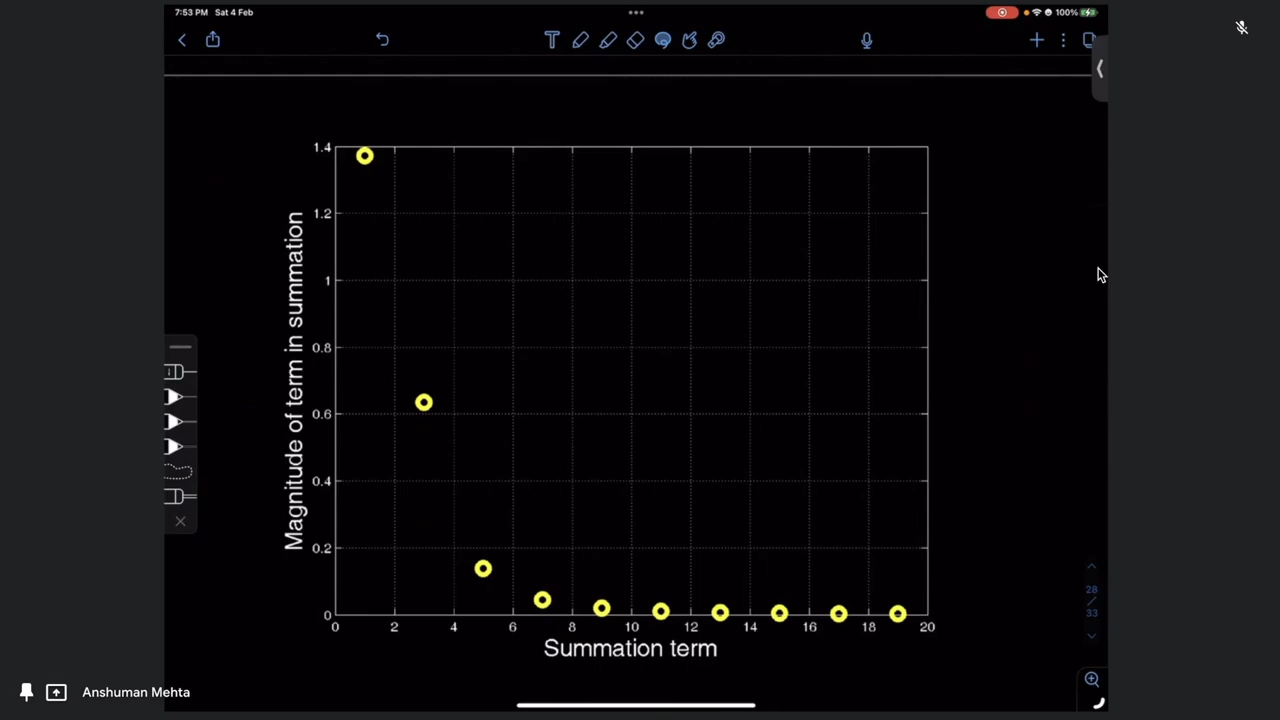 7:53 PM Sat 4 Feb
100%
T
1.4
1.2
1
0.8
0.6
0.4
0.2
0
Magnitude of term in summation
0 2 4 6 8 10 12 14 16 18 20
Summation term
28
/
33
Anshuman Mehta